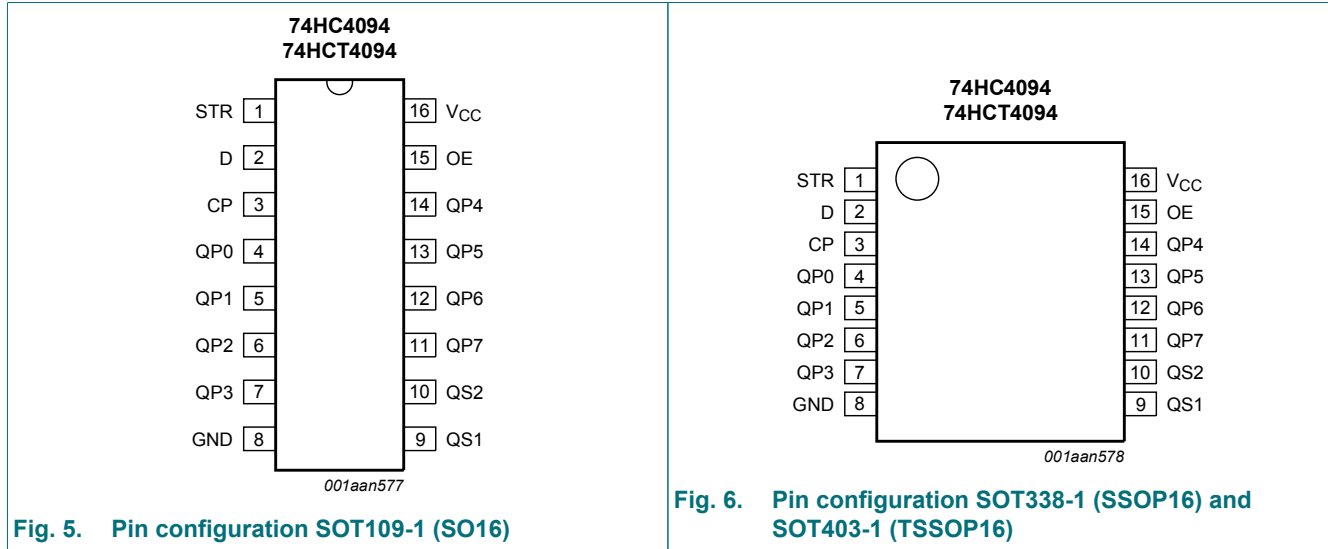 74HC4094
74HCT4094
STR 1 16 VCC
D 2 15 OE
CP 3 14 QP4
QP0 4 13 QP5
QP1 5 12 QP6
QP2 6 11 QP7
QP3 7 10 QS2
GND 8 9 QS1
001aan577
Fig. 5. Pin configuration SOT109-1 (SO16)
74HC4094
74HCT4094
STR 1 16 VCC
D 2 15 OE
CP 3 14 QP4
QP0 4 13 QP5
QP1 5 12 QP6
QP2 6 11 QP7
QP3 7 10 QS2
GND 8 9 QS1
001aan578
Fig. 6. Pin configuration SOT338-1 (SSOP16) and
SOT403-1 (TSSOP16)